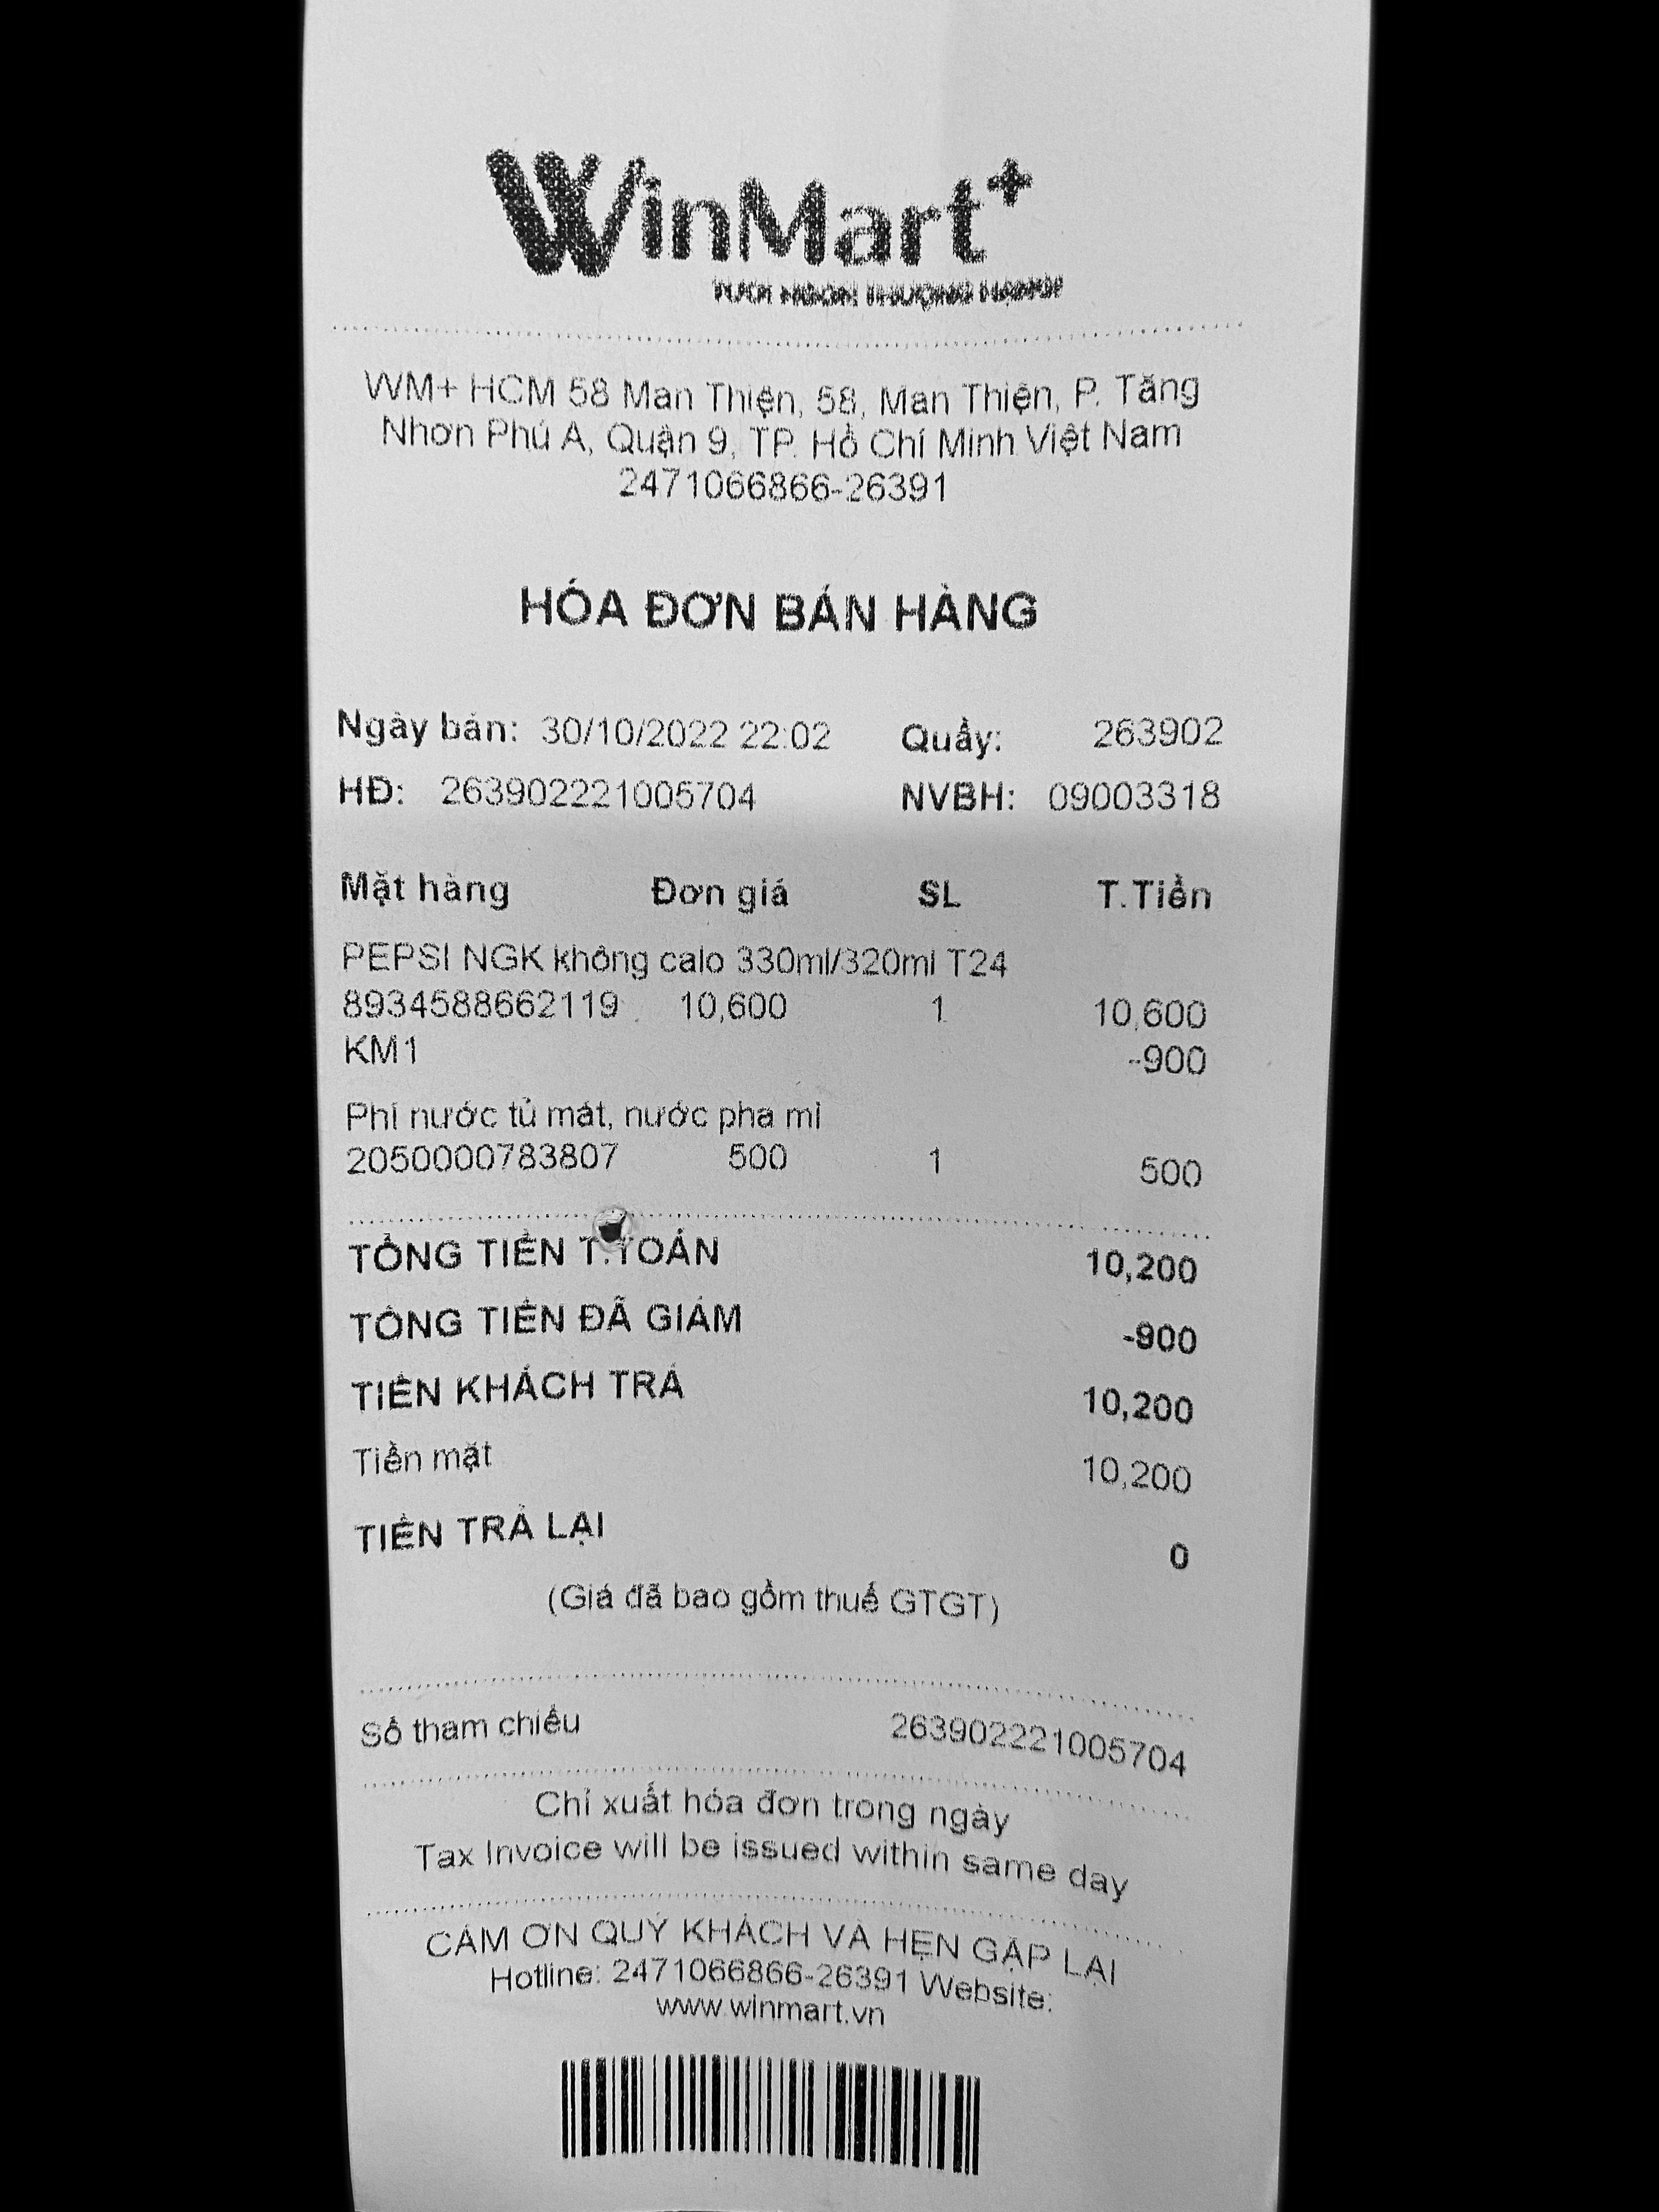 WinMart+
WM+ HCM 58 Man Thiện, 58, Man Thiện, P. Tăng
Nhơn Phú A, Quận 9, TP. Hồ Chí Minh Việt Nam
2471066866-26391
HÓA ĐƠN BÁN HÀNG
Ngày bán: 30/10/2022 22:02 Quầy: 263902
HĐ: 263902221005704 NVBH: 09003318
Mặt hàng Đơn giá SL T.Tiền
PEPSI NGK không calo 330ml/320ml T24
8934588662119 10,600 1 10,600
KM1 -900
Phí nước tủ mát, nước pha mì
2050000783807 500 1 500
TỔNG TIỀN T.TOÁN 10,200
TỔNG TIỀN ĐÃ GIẢM -900
TIỀN KHÁCH TRẢ 10,200
Tiền mặt 10,200
TIỀN TRẢ LẠI 0
(Giá đã bao gồm thuế GTGT)
Số tham chiếu 263902221005704
Chỉ xuất hóa đơn trong ngày
Tax Invoice will be issued within same day
CẢM ƠN QUÝ KHÁCH VÀ HẸN GẶP LẠI
Hotline: 2471066866-26391 Website:
www.winmart.vn